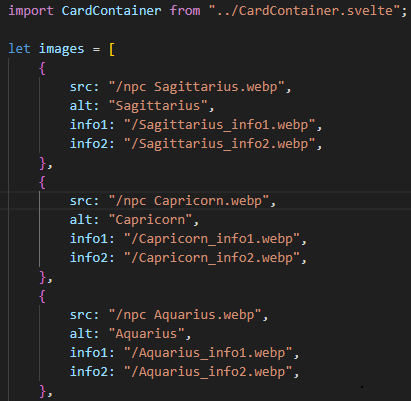 import CardContainer from "../CardContainer.svelte";
let images = [
{
src: "/npc Sagittarius.webp",
alt: "Sagittarius",
info1: "/Sagittarius_info1.webp",
info2: "/Sagittarius_info2.webp",
},
{
src: "/npc Capricorn.webp",
alt: "Capricorn",
info1: "/Capricorn_info1.webp",
info2: "/Capricorn_info2.webp",
},
{
src: "/npc Aquarius.webp",
alt: "Aquarius",
info1: "/Aquarius_info1.webp",
info2: "/Aquarius_info2.webp",
},